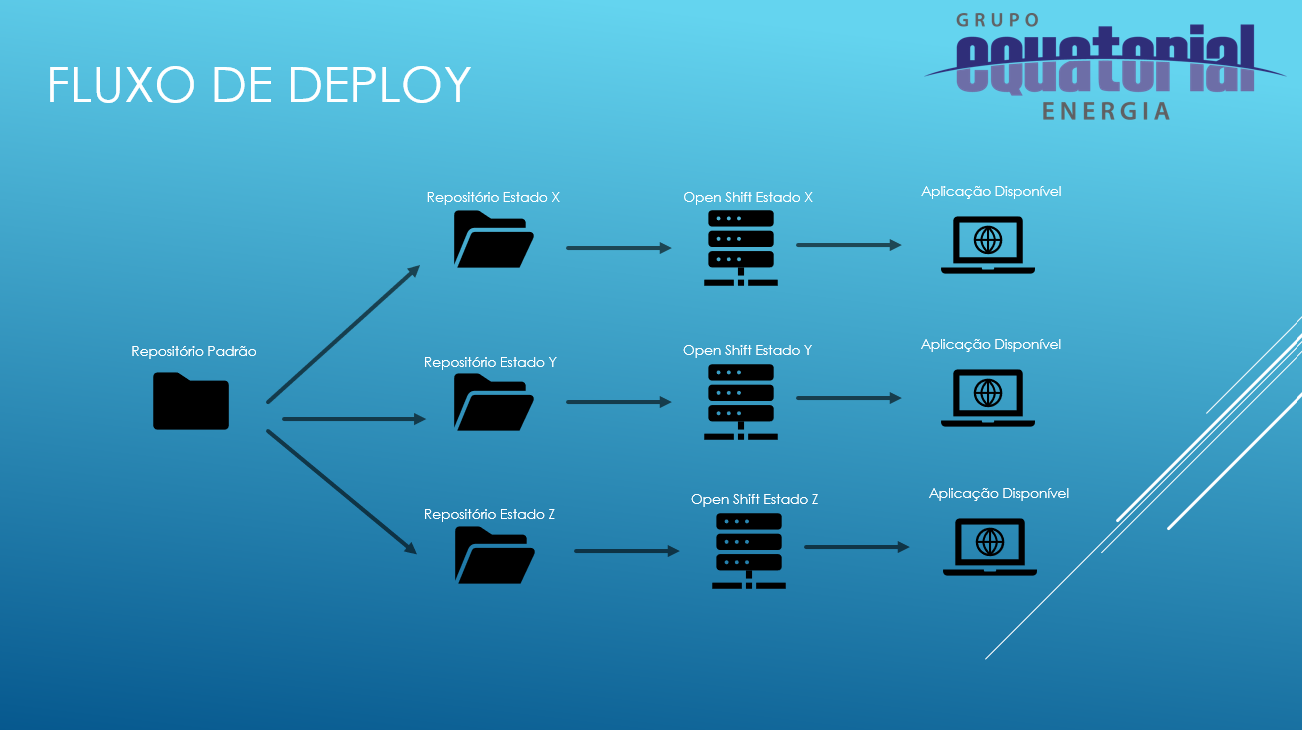 GRUPO
equatorial
ENERGIA
FLUXO DE DEPLOY
Repositório Estado X
Open Shift Estado X
Aplicação Disponível
Repositório Padrão
Repositório Estado Y
Open Shift Estado Y
Aplicação Disponível
Repositório Estado Z
Open Shift Estado Z
Aplicação Disponível